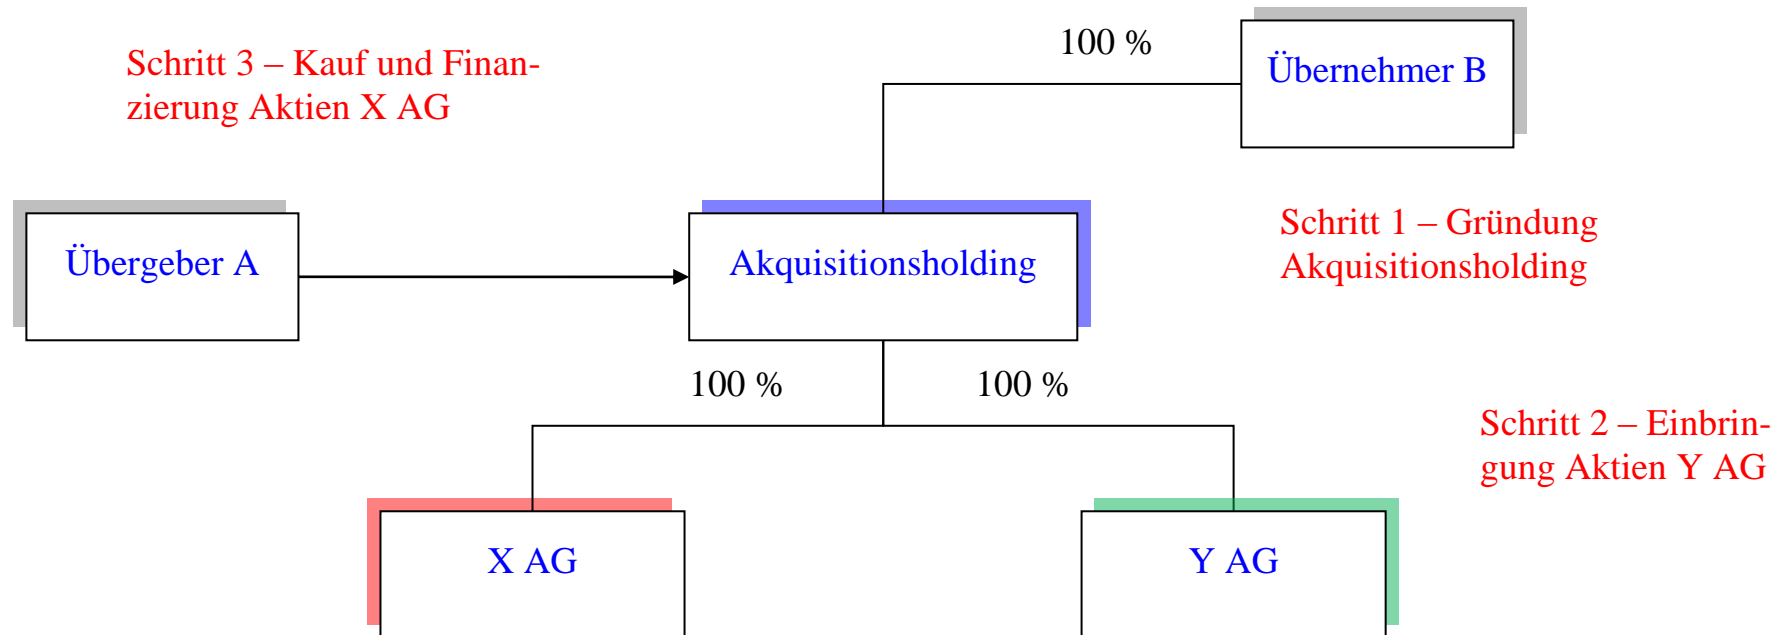 100 %
Übernehmer B
Schritt 3 – Kauf und Finan-
zierung Aktien X AG
Schritt 1 – Gründung
Akquisitionsholding
Übergeber A
Akquisitionsholding
100 %
100 %
Schritt 2 – Einbrin-
gung Aktien Y AG
X AG
Y AG